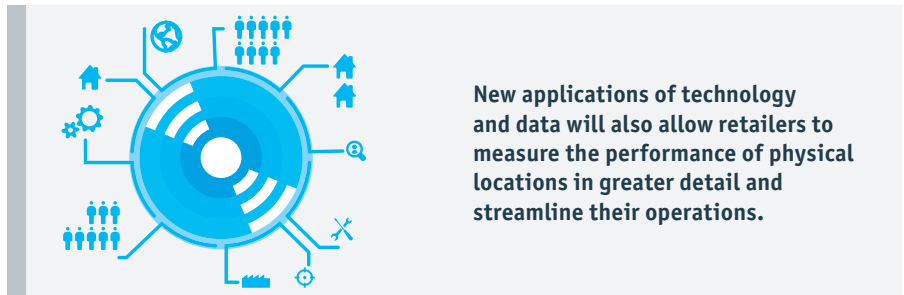 New applications of technology
and data will also allow retailers to
measure the performance of physical
locations in greater detail and
streamline their operations.